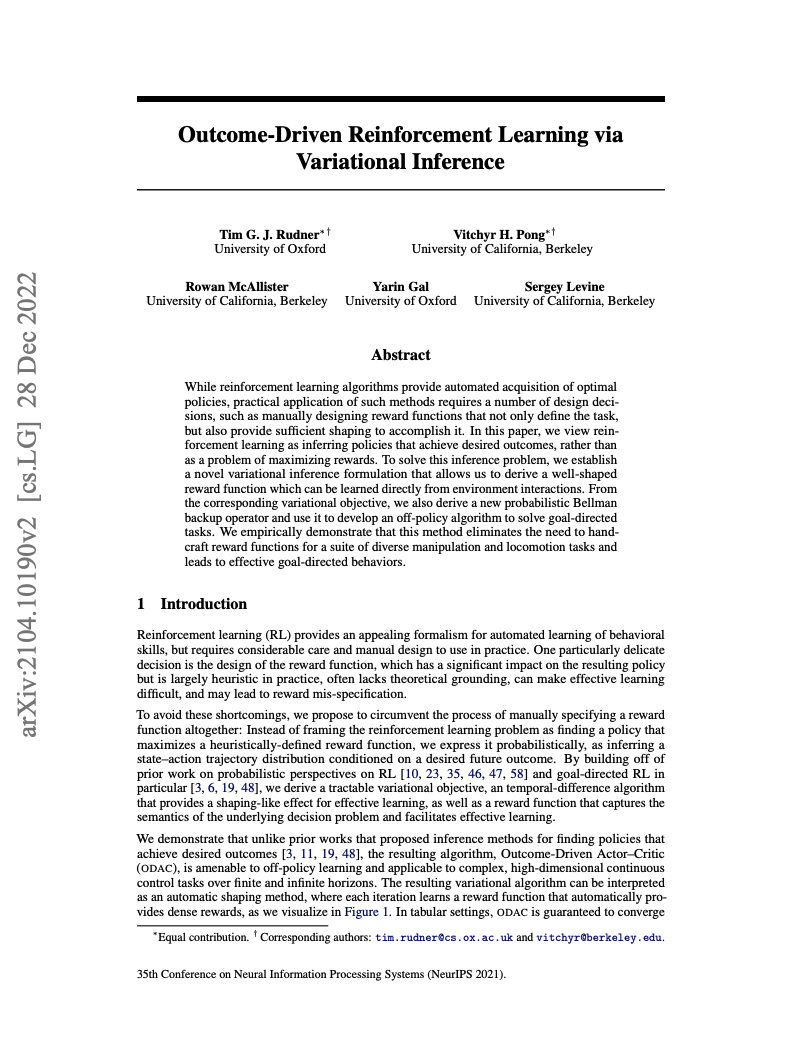 arXiv:2104.10190v2 [cs.LG] 28 Dec 2022
Outcome-Driven Reinforcement Learning via
Variational Inference
Tim G. J. Rudner*† Vitchyr H. Pong*†
University of Oxford University of California, Berkeley
Rowan McAllister Yarin Gal Sergey Levine
University of California, Berkeley University of Oxford University of California, Berkeley
Abstract
While reinforcement learning algorithms provide automated acquisition of optimal
policies, practical application of such methods requires a number of design deci-
sions, such as manually designing reward functions that not only define the task,
but also provide sufficient shaping to accomplish it. In this paper, we view rein-
forcement learning as inferring policies that achieve desired outcomes, rather than
as a problem of maximizing rewards. To solve this inference problem, we establish
a novel variational inference formulation that allows us to derive a well-shaped
reward function which can be learned directly from environment interactions. From
the corresponding variational objective, we also derive a new probabilistic Bellman
backup operator and use it to develop an off-policy algorithm to solve goal-directed
tasks. We empirically demonstrate that this method eliminates the need to hand-
craft reward functions for a suite of diverse manipulation and locomotion tasks and
leads to effective goal-directed behaviors.
1 Introduction
Reinforcement learning (RL) provides an appealing formalism for automated learning of behavioral
skills, but requires considerable care and manual design to use in practice. One particularly delicate
decision is the design of the reward function, which has a significant impact on the resulting policy
but is largely heuristic in practice, often lacks theoretical grounding, can make effective learning
difficult, and may lead to reward mis-specification.
To avoid these shortcomings, we propose to circumvent the process of manually specifying a reward
function altogether: Instead of framing the reinforcement learning problem as finding a policy that
maximizes a heuristically-defined reward function, we express it probabilistically, as inferring a
state–action trajectory distribution conditioned on a desired future outcome. By building off of
prior work on probabilistic perspectives on RL [10, 23, 35, 46, 47, 58] and goal-directed RL in
particular [3, 6, 19, 48], we derive a tractable variational objective, an temporal-difference algorithm
that provides a shaping-like effect for effective learning, as well as a reward function that captures the
semantics of the underlying decision problem and facilitates effective learning.
We demonstrate that unlike prior works that proposed inference methods for finding policies that
achieve desired outcomes [3, 11, 19, 48], the resulting algorithm, Outcome-Driven Actor–Critic
(ODAC), is amenable to off-policy learning and applicable to complex, high-dimensional continuous
control tasks over finite and infinite horizons. The resulting variational algorithm can be interpreted
as an automatic shaping method, where each iteration learns a reward function that automatically pro-
vides dense rewards, as we visualize in Figure 1. In tabular settings, ODAC is guaranteed to converge
*Equal contribution. † Corresponding authors: tim.rudner@cs.ox.ac.uk and vitchyr@berkeley.edu.
35th Conference on Neural Information Processing Systems (NeurIPS 2021).